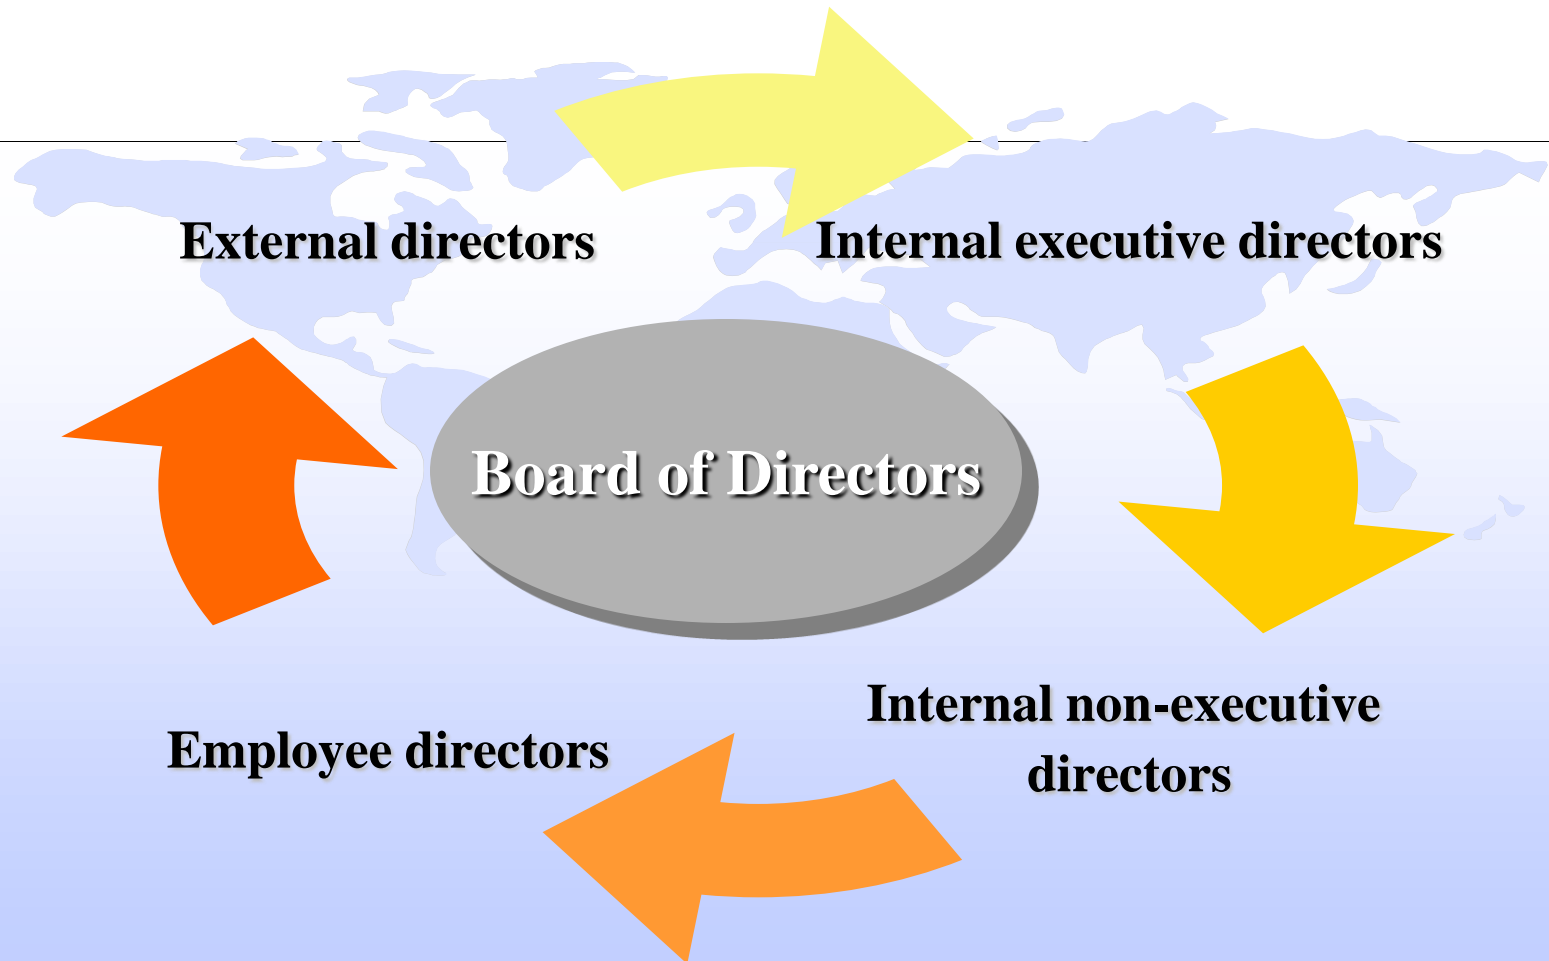 External directors
Internal executive directors
Board of Directors
Internal non-executive
directors
Employee directors